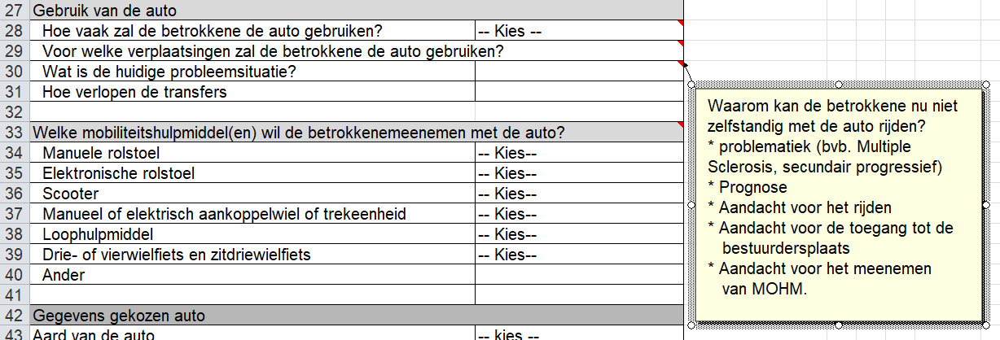 27 Gebruik van de auto
28 Hoe vaak zal de betrokkene de auto gebruiken? -- Kies --
29 Voor welke verplaatsingen zal de betrokkene de auto gebruiken?
30 Wat is de huidige probleemsituatie?
31 Hoe verlopen de transfers
32
33 Welke mobiliteitshulpmiddel(en) wil de betrokkenemeenemen met de auto?
34 Manuele rolstoel -- Kies--
35 Elektronische rolstoel -- Kies--
36 Scooter -- Kies--
37 Manueel of elektrisch aankoppelwiel of trekeenheid -- Kies--
38 Loophulpmiddel -- Kies--
39 Drie- of vierwielfiets en zitdriewielfiets -- Kies--
40 Ander
41
42 Gegevens gekozen auto
43 Aard van de auto -- kies --
Waarom kan de betrokkene nu niet
zelfstandig met de auto rijden?
* problematiek (bvb. Multiple
Sclerosis, secundair progressief)
* Prognose
* Aandacht voor het rijden
* Aandacht voor de toegang tot de
bestuurdersplaats
* Aandacht voor het meenemen
van MOHM.